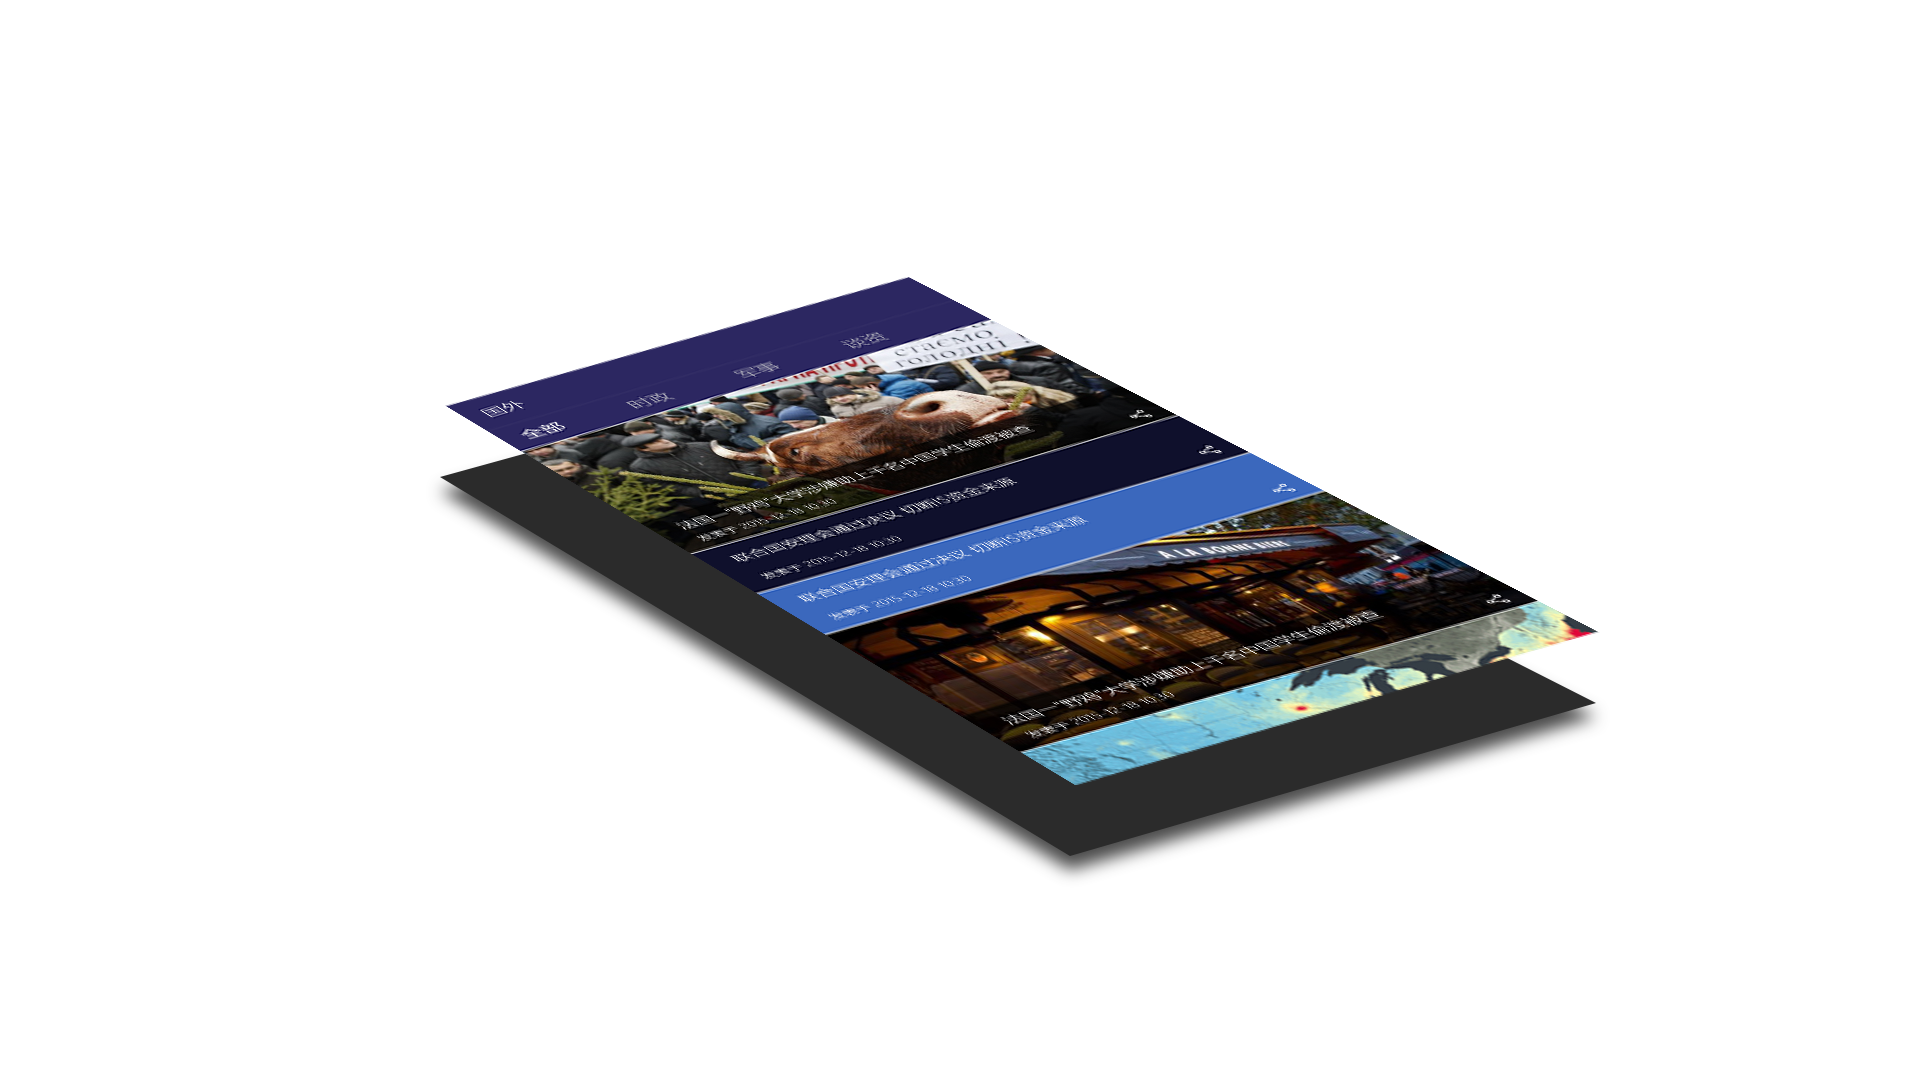 国外
全部 时政 军事 谈资
стаємо
голодні
法国一"野鸡"大学涉嫌助上千名中国学生偷渡被查
发表于 2015-12-18 10:30
联合国安理会通过决议 切断IS资金来源
发表于 2015-12-18 10:30
联合国安理会通过决议 切断IS资金来源
发表于 2015-12-18 10:30
A LA BONNE
法国一"野鸡"大学涉嫌助上千名中国学生偷渡被查
发表于 2015-12-18 10:30